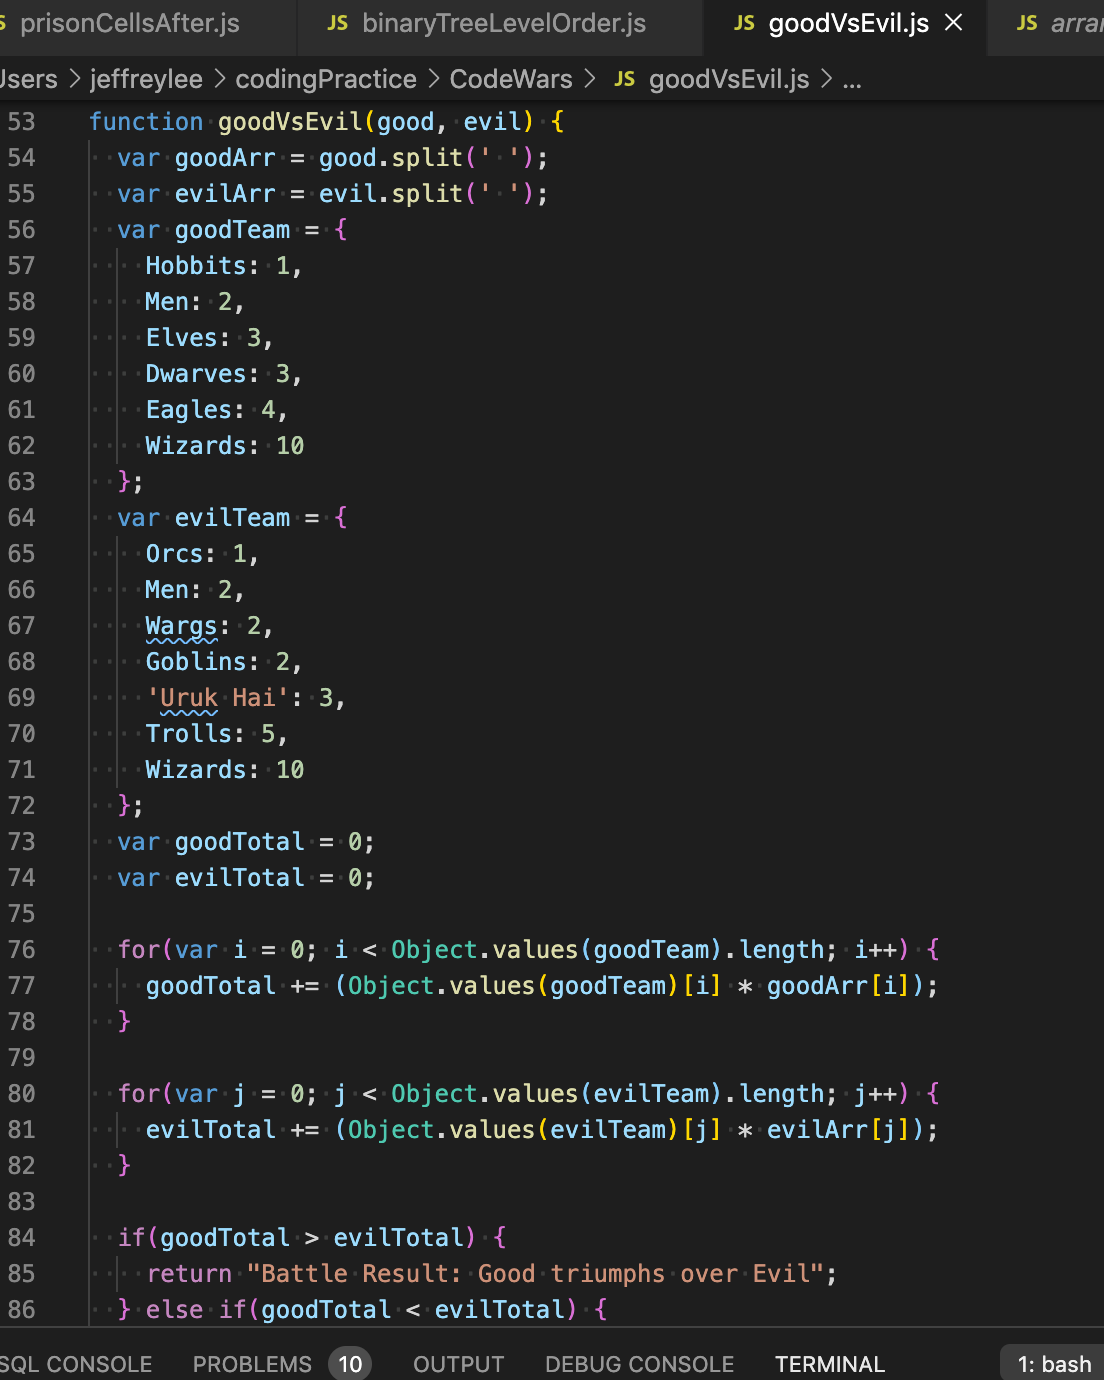 prisonCellsAfter.js JS binaryTreeLevelOrder.js JS goodVsEvil.js × JS
jeffreylee > codingPractice > CodeWars > JS goodVsEvil.js > ...
53 function goodVsEvil(good, evil) {
54 var goodArr = good.split(' ');
55 var evilArr = evil.split(' ');
56 var goodTeam = {
57 Hobbits: 1,
58 Men: 2,
59 Elves: 3,
60 Dwarves: 3,
61 Eagles: 4,
62 Wizards: 10
63 };
64 var evilTeam = {
65 Orcs: 1,
66 Men: 2,
67 Wargs: 2,
68 Goblins: 2,
69 'Uruk Hai': 3,
70 Trolls: 5,
71 Wizards: 10
72 };
73 var goodTotal = 0;
74 var evilTotal = 0;
75
76 for(var i = 0; i < Object.values(goodTeam).length; i++) {
77 goodTotal += (Object.values(goodTeam)[i] * goodArr[i]);
78 }
79
80 for(var j = 0; j < Object.values(evilTeam).length; j++) {
81 evilTotal += (Object.values(evilTeam)[j] * evilArr[j]);
82 }
83
84 if(goodTotal > evilTotal) {
85 return "Battle Result: Good triumphs over Evil";
86 } else if(goodTotal < evilTotal) {
SQL CONSOLE PROBLEMS 10 OUTPUT DEBUG CONSOLE TERMINAL 1: bash